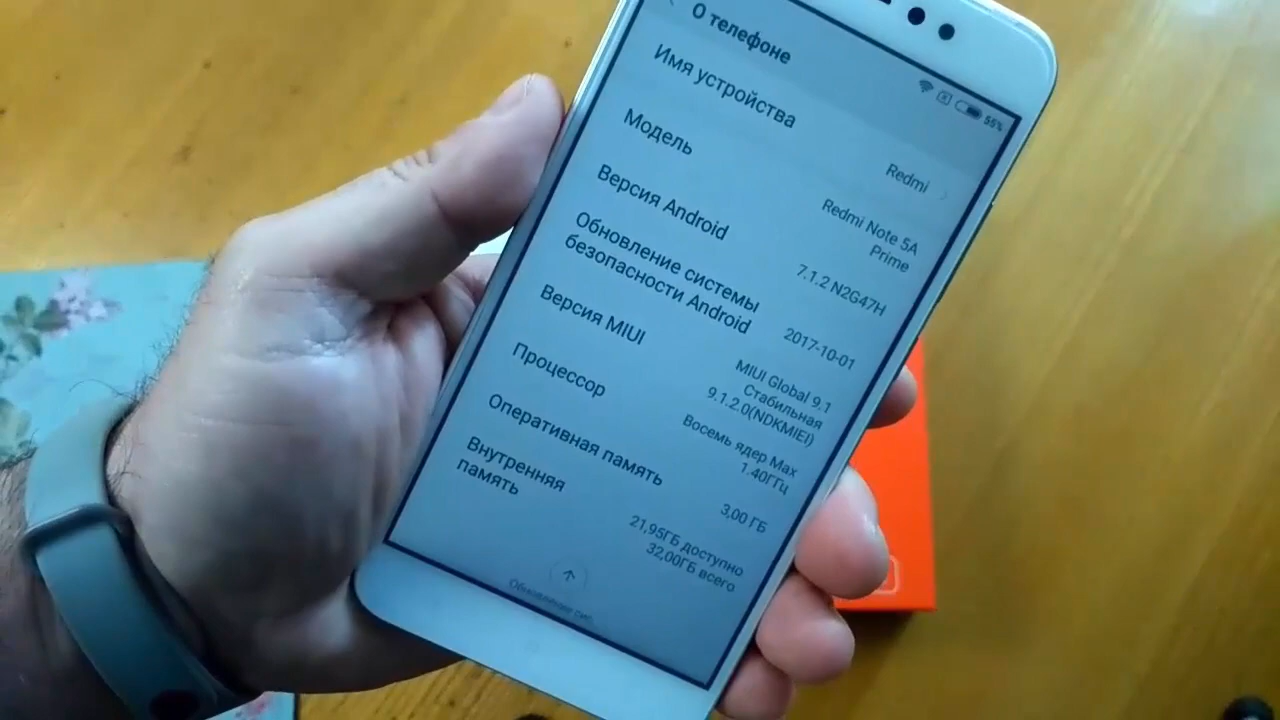 О телефоне
55%
Имя устройства
Redmi
Модель
Redmi Note 5A
Prime
Версия Android
7.1.2 N2G47H
Обновление системы
безопасности Android
2017-10-01
Версия MIUI
MIUI Global 9.1
Стабильная
9.1.2.0(NDKMIEI)
Процессор
Восемь ядер Max
1.40ГГц
Оперативная память
3,00 ГБ
Внутренняя
память
21,95ГБ доступно
32,00ГБ всего